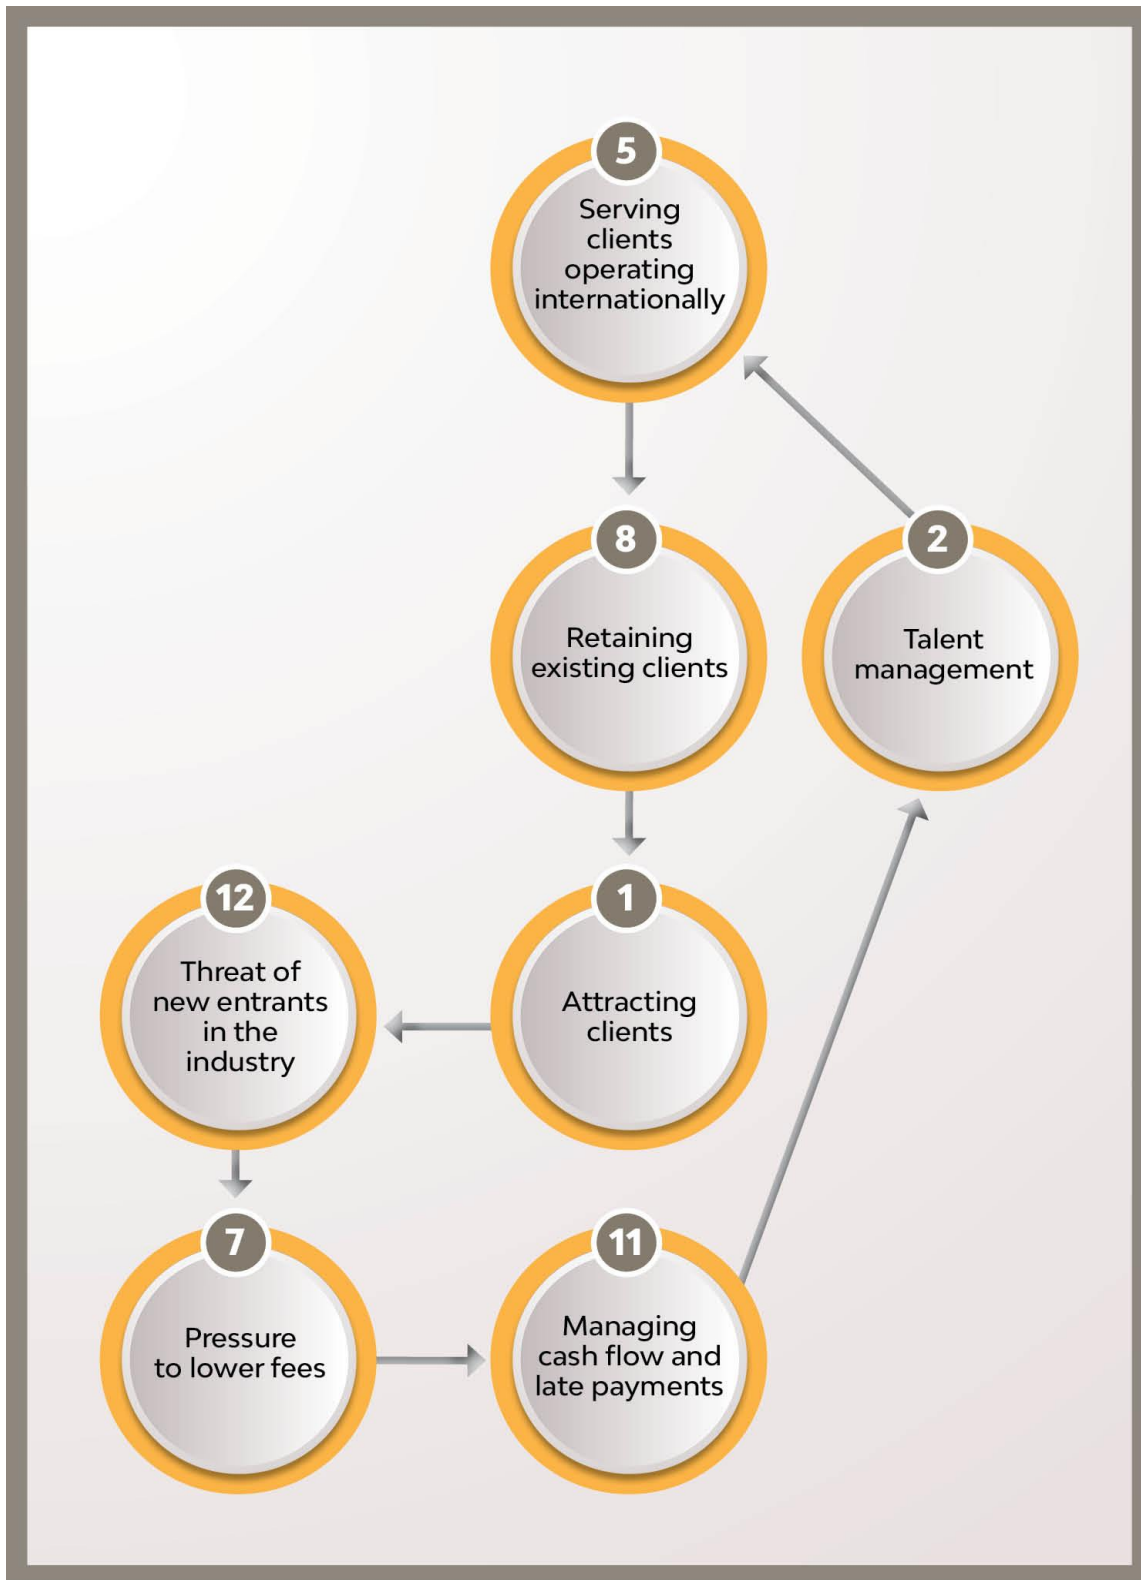 5
Serving
clients
operating
internationally
8
Retaining
existing clients
2
Talent
management
12
Threat of
new entrants
in the
industry
1
Attracting
clients
7
Pressure
to lower fees
11
Managing
cash flow and
late payments